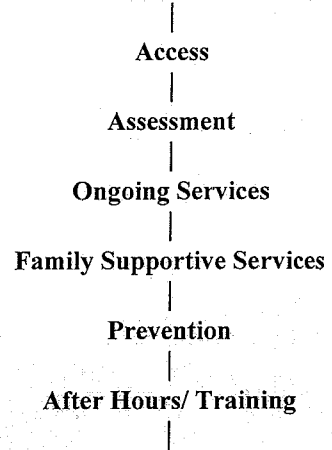 Access
Assessment
Ongoing Services
Family Supportive Services
Prevention
After Hours/ Training